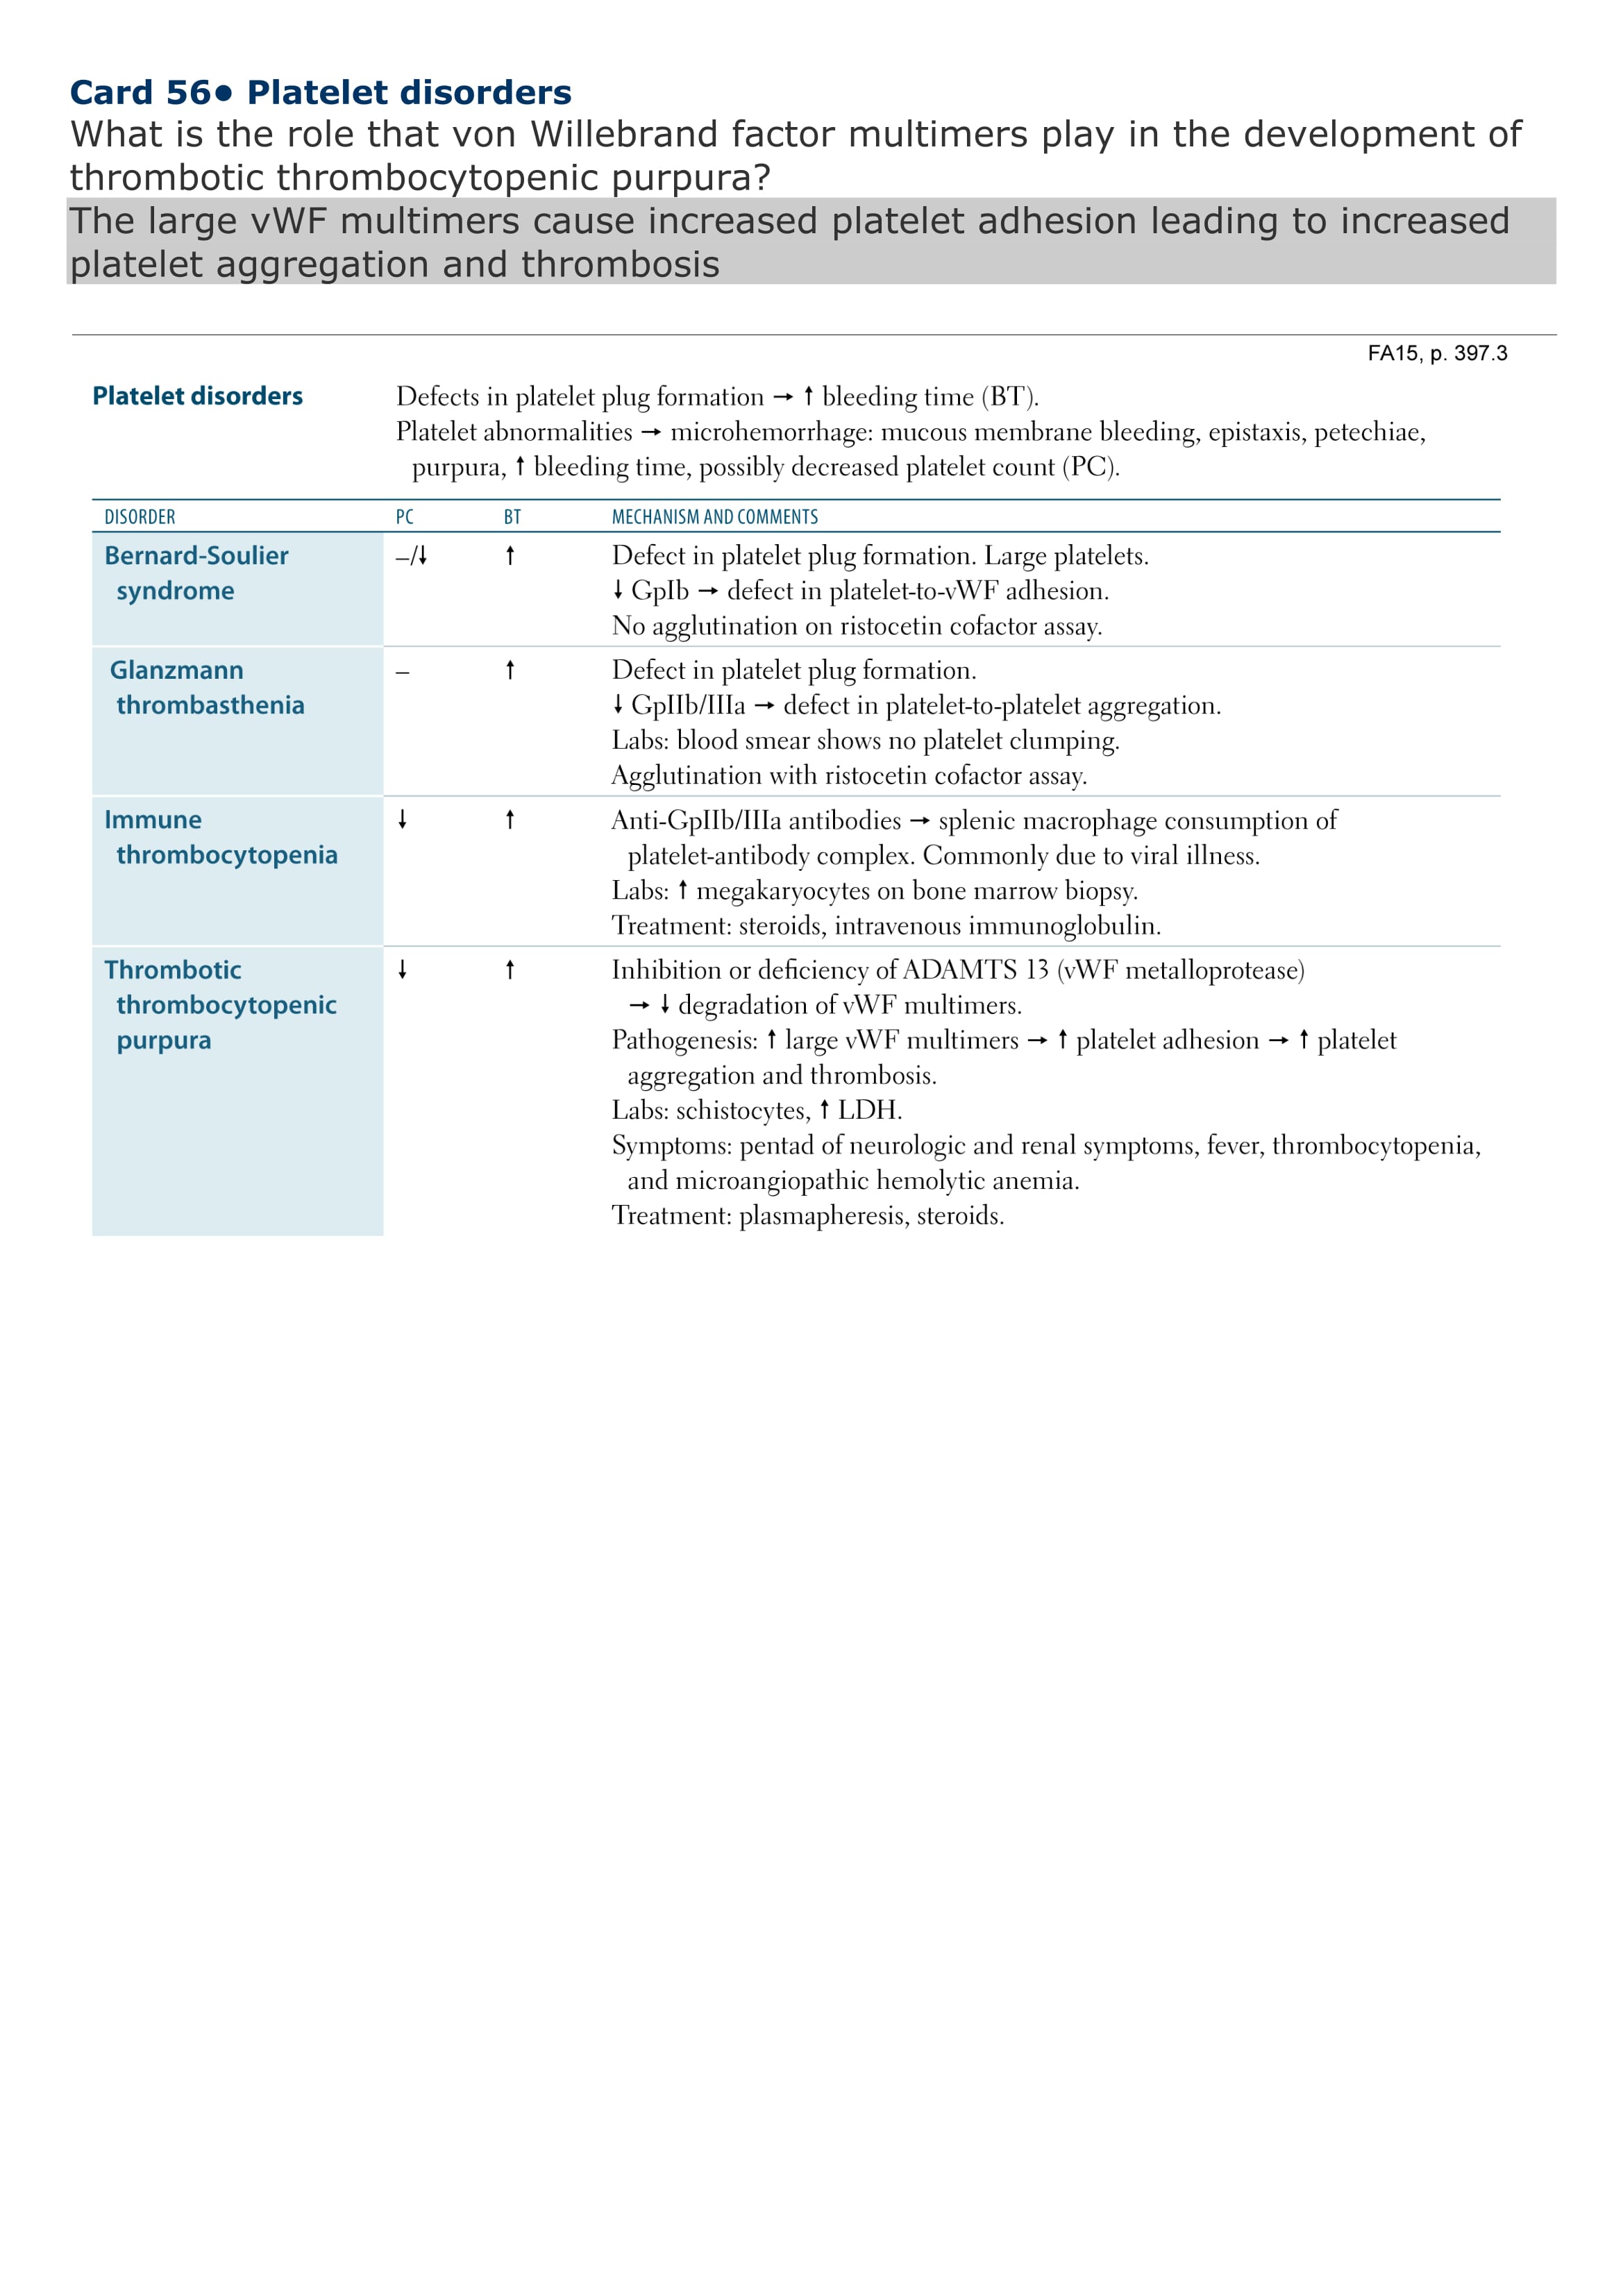 Card 56● Platelet disorders
What is the role that von Willebrand factor multimers play in the development of
thrombotic thrombocytopenic purpura?
The large vWF multimers cause increased platelet adhesion leading to increased
platelet aggregation and thrombosis
FA15, p. 397.3
Platelet disorders Defects in platelet plug formation → ↑ bleeding time (BT).
Platelet abnormalities → microhemorrhage: mucous membrane bleeding, epistaxis, petechiae,
purpura, ↑ bleeding time, possibly decreased platelet count (PC).
DISORDER PC BT MECHANISM AND COMMENTS
Bernard-Soulier –/↓ ↑ Defect in platelet plug formation. Large platelets.
syndrome ↓ GpIb → defect in platelet-to-vWF adhesion.
No agglutination on ristocetin cofactor assay.
Glanzmann – ↑ Defect in platelet plug formation.
thrombasthenia ↓ GpIIb/IIIa → defect in platelet-to-platelet aggregation.
Labs: blood smear shows no platelet clumping.
Agglutination with ristocetin cofactor assay.
Immune ↓ ↑ Anti-GpIIb/IIIa antibodies → splenic macrophage consumption of
thrombocytopenia platelet-antibody complex. Commonly due to viral illness.
Labs: ↑ megakaryocytes on bone marrow biopsy.
Treatment: steroids, intravenous immunoglobulin.
Thrombotic ↓ ↑ Inhibition or deficiency of ADAMTS 13 (vWF metalloprotease)
thrombocytopenic → ↓ degradation of vWF multimers.
purpura Pathogenesis: ↑ large vWF multimers → ↑ platelet adhesion → ↑ platelet
aggregation and thrombosis.
Labs: schistocytes, ↑ LDH.
Symptoms: pentad of neurologic and renal symptoms, fever, thrombocytopenia,
and microangiopathic hemolytic anemia.
Treatment: plasmapheresis, steroids.